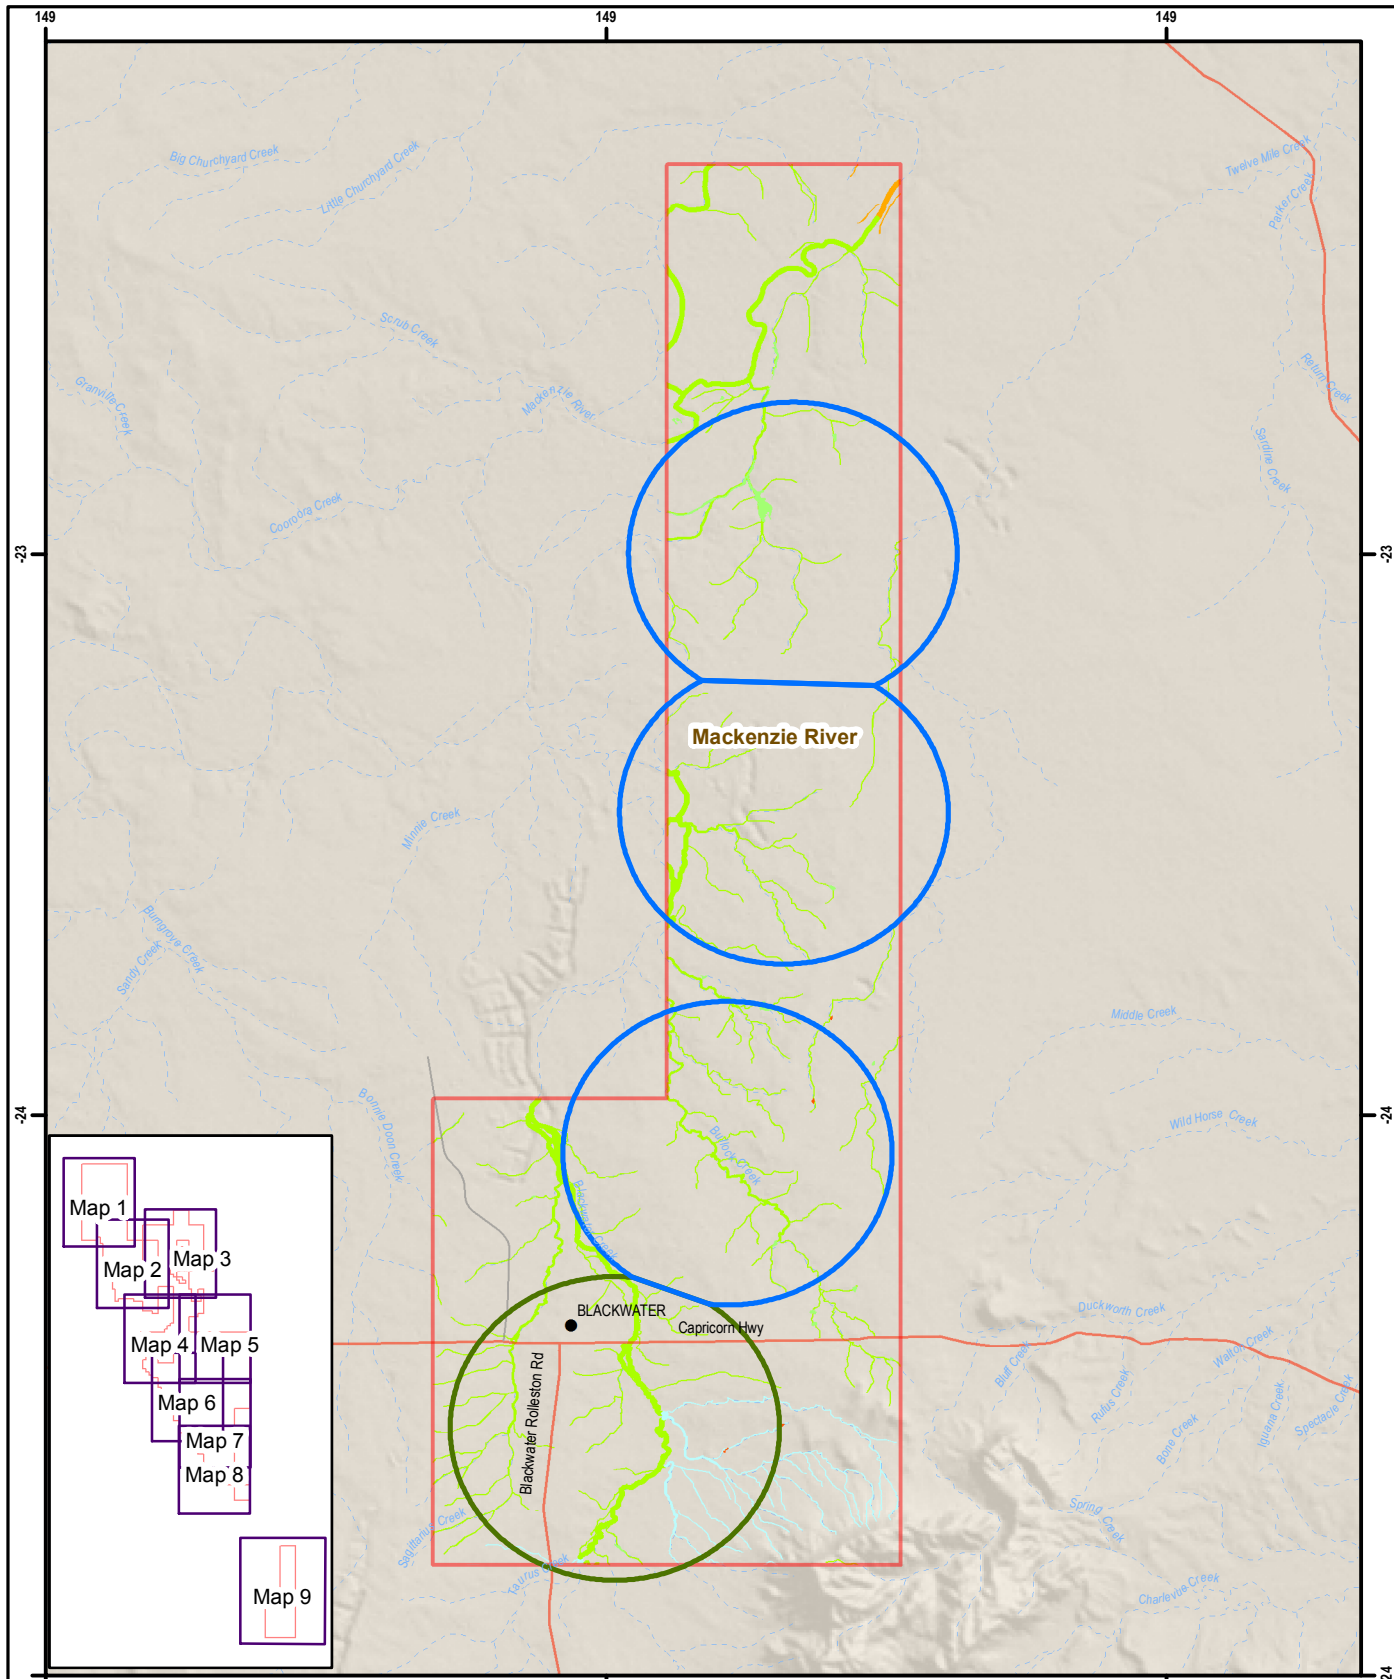 149
149
149
Big Churchyard Creek
Little Churchyard Creek
Twelve Mile Creek
Parker Creek
Scrub Creek
Granville Creek
Mackenzie River
Return Creek
Sardine Creek
Cooroora Creek
-23
-23
Mackenzie River
Minnie Creek
Burngrove Creek
Sandy Creek
Middle Creek
-24
-24
Bonnie Doon Creek
Bullock Creek
Wild Horse Creek
Blackwater Creek
Map 1
Map 2
Map 3
Map 4
Map 5
Map 6
Map 7
Map 8
Map 9
BLACKWATER
Capricorn Hwy
Blackwater Rolleston Rd
Duckworth Creek
Bluff Creek
Walton Creek
Rufus Creek
Bone Creek
Iguana Creek
Spectacle Creek
Sagittarius Creek
Taurus Creek
Spring Creek
Charlevue Creek
-24